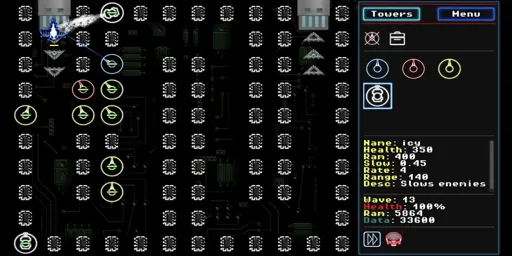 Towers
Menu
Name: icy
Health: 350
Ram: 400
Slow: 0.45
Rate: 4
Range: 140
Desc: Slows enemies
Wave: 13
Health: 100%
Ram: 5864
Data: 33600